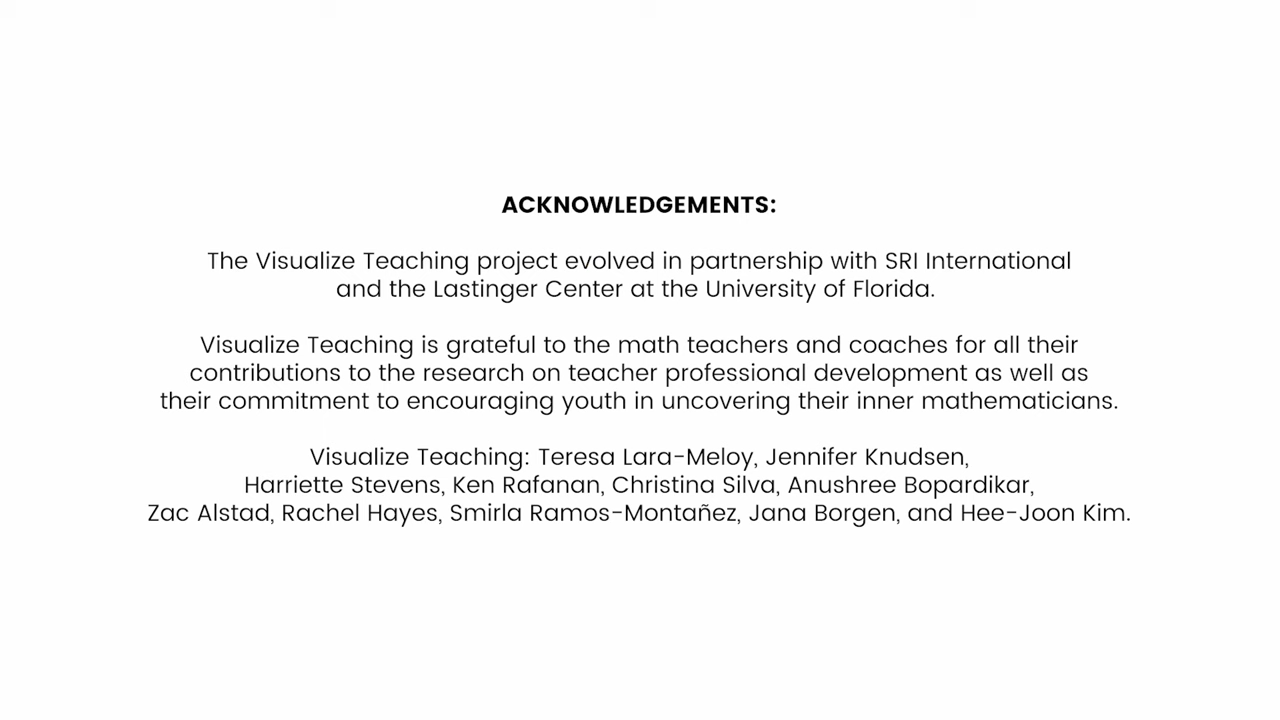 ACKNOWLEDGEMENTS:
The Visualize Teaching project evolved in partnership with SRI International
and the Lastinger Center at the University of Florida.
Visualize Teaching is grateful to the math teachers and coaches for all their
contributions to the research on teacher professional development as well as
their commitment to encouraging youth in uncovering their inner mathematicians.
Visualize Teaching: Teresa Lara-Meloy, Jennifer Knudsen,
Harriette Stevens, Ken Rafanan, Christina Silva, Anushree Bopardikar,
Zac Alstad, Rachel Hayes, Smirla Ramos-Montañez, Jana Borgen, and Hee-Joon Kim.